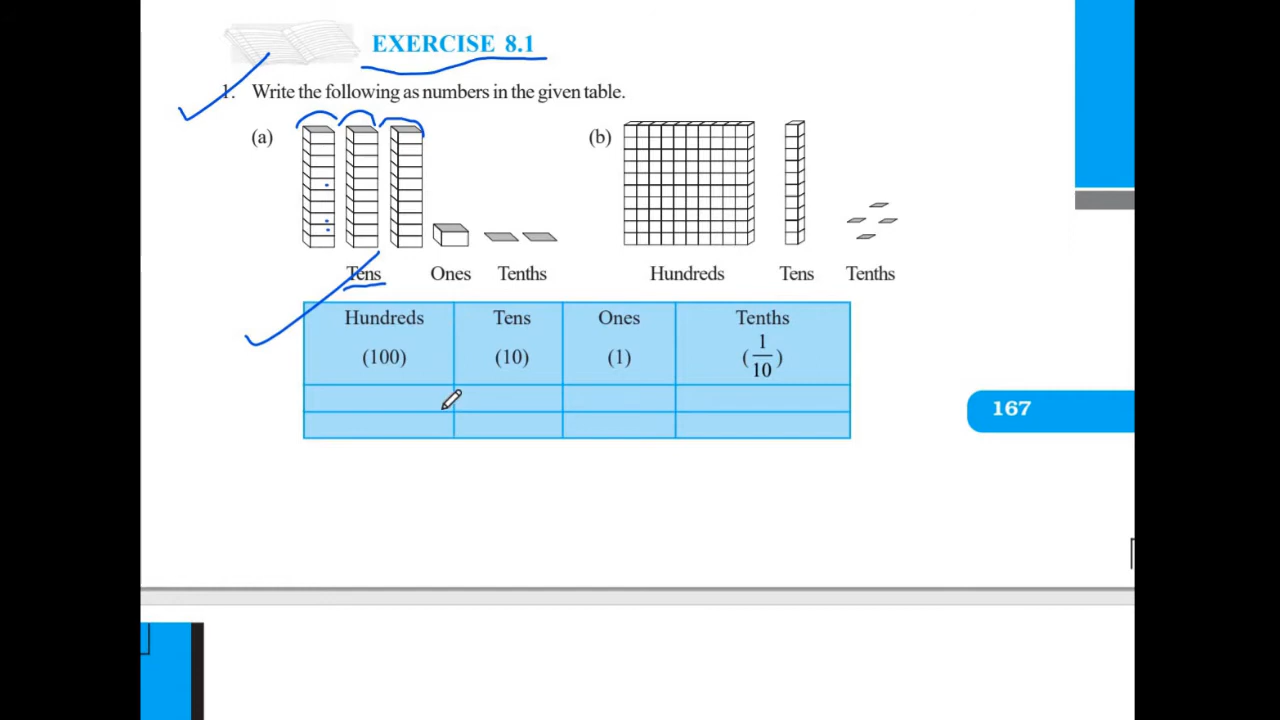 EXERCISE 8.1
1. Write the following as numbers in the given table.
(a)
(b)
Tens Ones Tenths
Hundreds Tens Tenths
Hundreds Tens Ones Tenths
(100) (10) (1) (1/10)
167